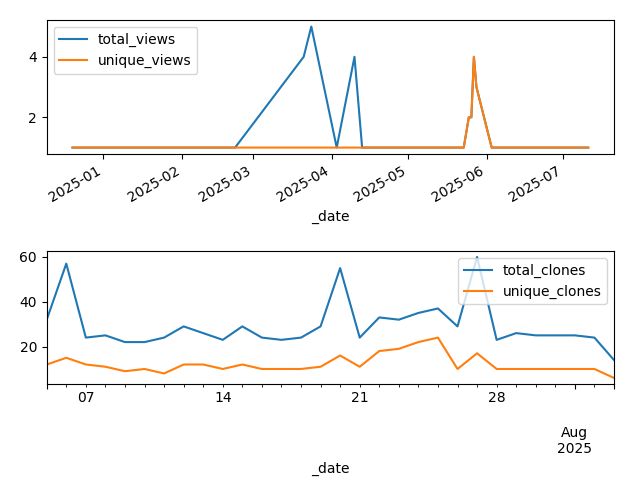 total_views
unique_views
4
2
2025-01 2025-02 2025-03 2025-04 2025-05 2025-06 2025-07
_date
total_clones
unique_clones
60
40
20
07 14 21 28
Aug
2025
_date